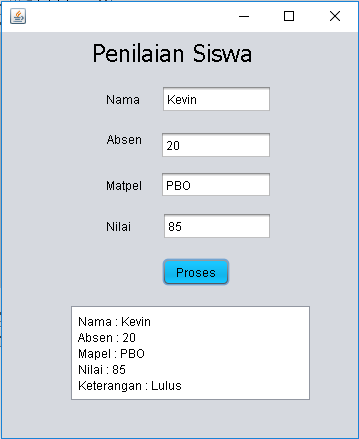 Penilaian Siswa
Nama Kevin
Absen 20
Matpel PBO
Nilai 85
Proses
Nama : Kevin
Absen : 20
Mapel : PBO
Nilai : 85
Keterangan : Lulus